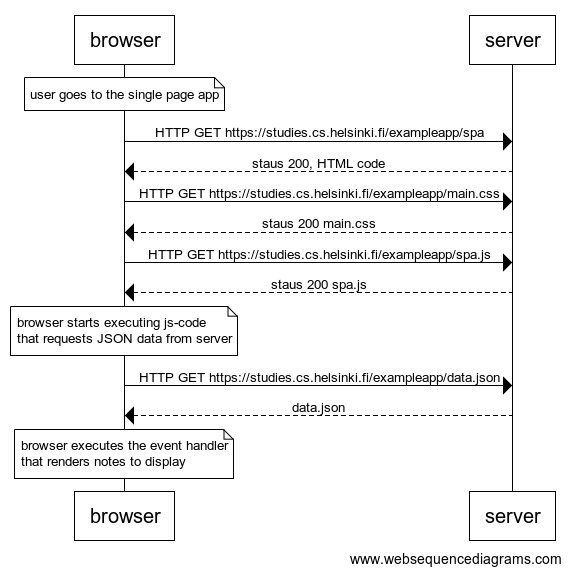 browser
server
user goes to the single page app
HTTP GET https://studies.cs.helsinki.fi/exampleapp/spa
staus 200, HTML code
HTTP GET https://studies.cs.helsinki.fi/exampleapp/main.css
staus 200 main.css
HTTP GET https://studies.cs.helsinki.fi/exampleapp/spa.js
staus 200 spa.js
browser starts executing js-code
that requests JSON data from server
HTTP GET https://studies.cs.helsinki.fi/exampleapp/data.json
data.json
browser executes the event handler
that renders notes to display
browser
server
www.websequencediagrams.com